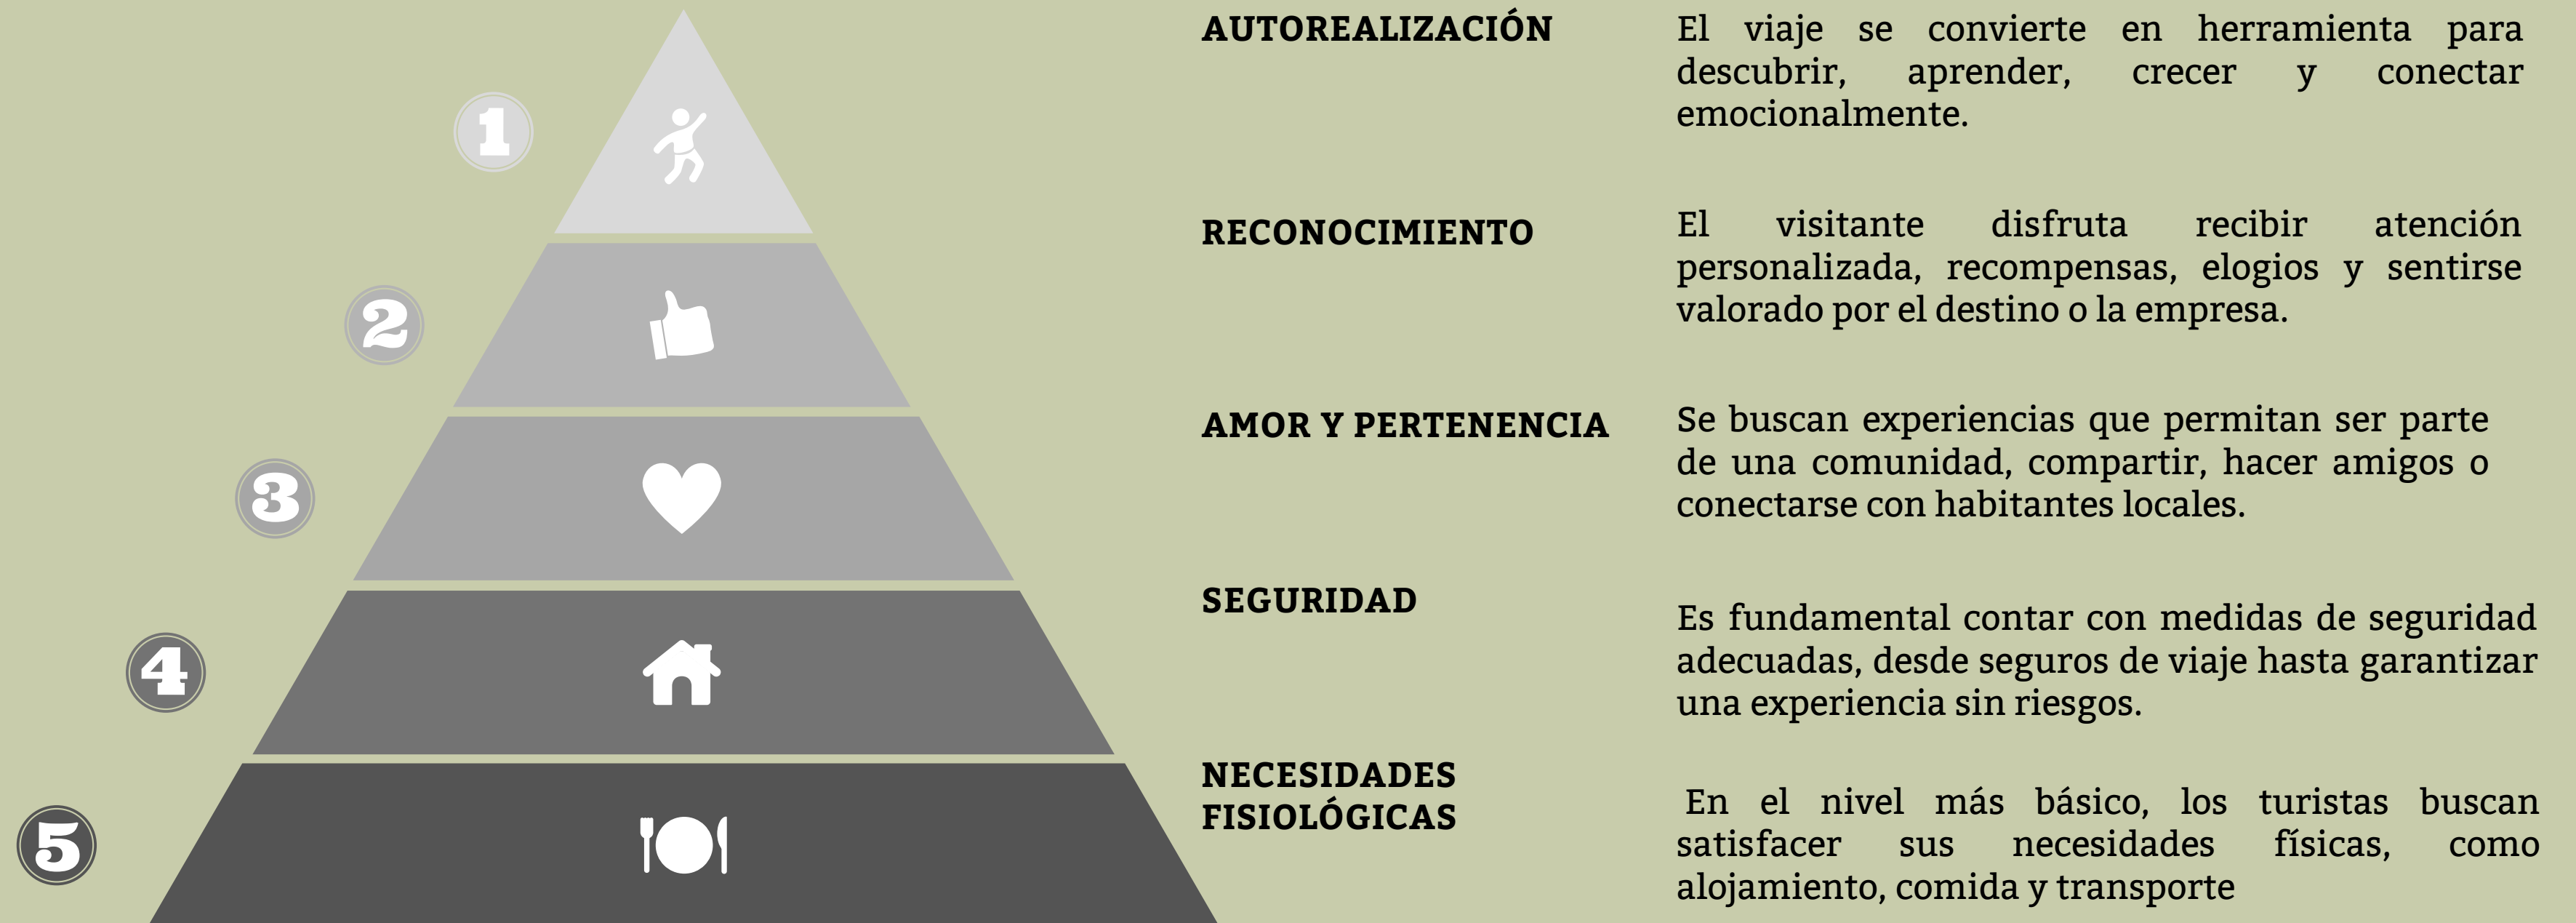 1
AUTOREALIZACIÓN
El viaje se convierte en herramienta para
descubrir, aprender, crecer y conectar
emocionalmente.
2
RECONOCIMIENTO
El visitante disfruta recibir atención
personalizada, recompensas, elogios y sentirse
valorado por el destino o la empresa.
3
AMOR Y PERTENENCIA
Se buscan experiencias que permitan ser parte
de una comunidad, compartir, hacer amigos o
conectarse con habitantes locales.
4
SEGURIDAD
Es fundamental contar con medidas de seguridad
adecuadas, desde seguros de viaje hasta garantizar
una experiencia sin riesgos.
5
NECESIDADES
FISIOLÓGICAS
En el nivel más básico, los turistas buscan
satisfacer sus necesidades físicas, como
alojamiento, comida y transporte